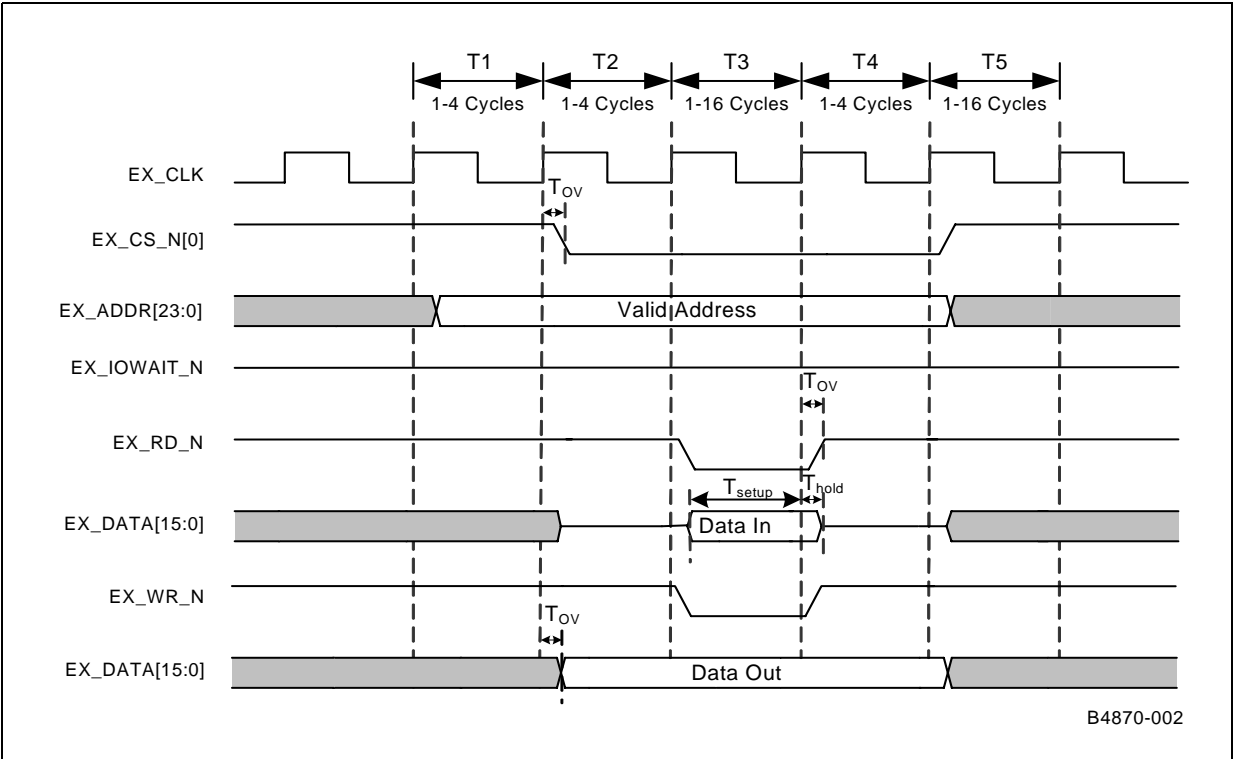 T1 T2 T3 T4 T5
1-4 Cycles 1-4 Cycles 1-16 Cycles 1-4 Cycles 1-16 Cycles
EX_CLK
TOV
EX_CS_N[0]
EX_ADDR[23:0] Valid Address
EX_IOWAIT_N
TOV
EX_RD_N
Tsetup Thold
EX_DATA[15:0] Data In
EX_WR_N
TOV
EX_DATA[15:0] Data Out
B4870-002